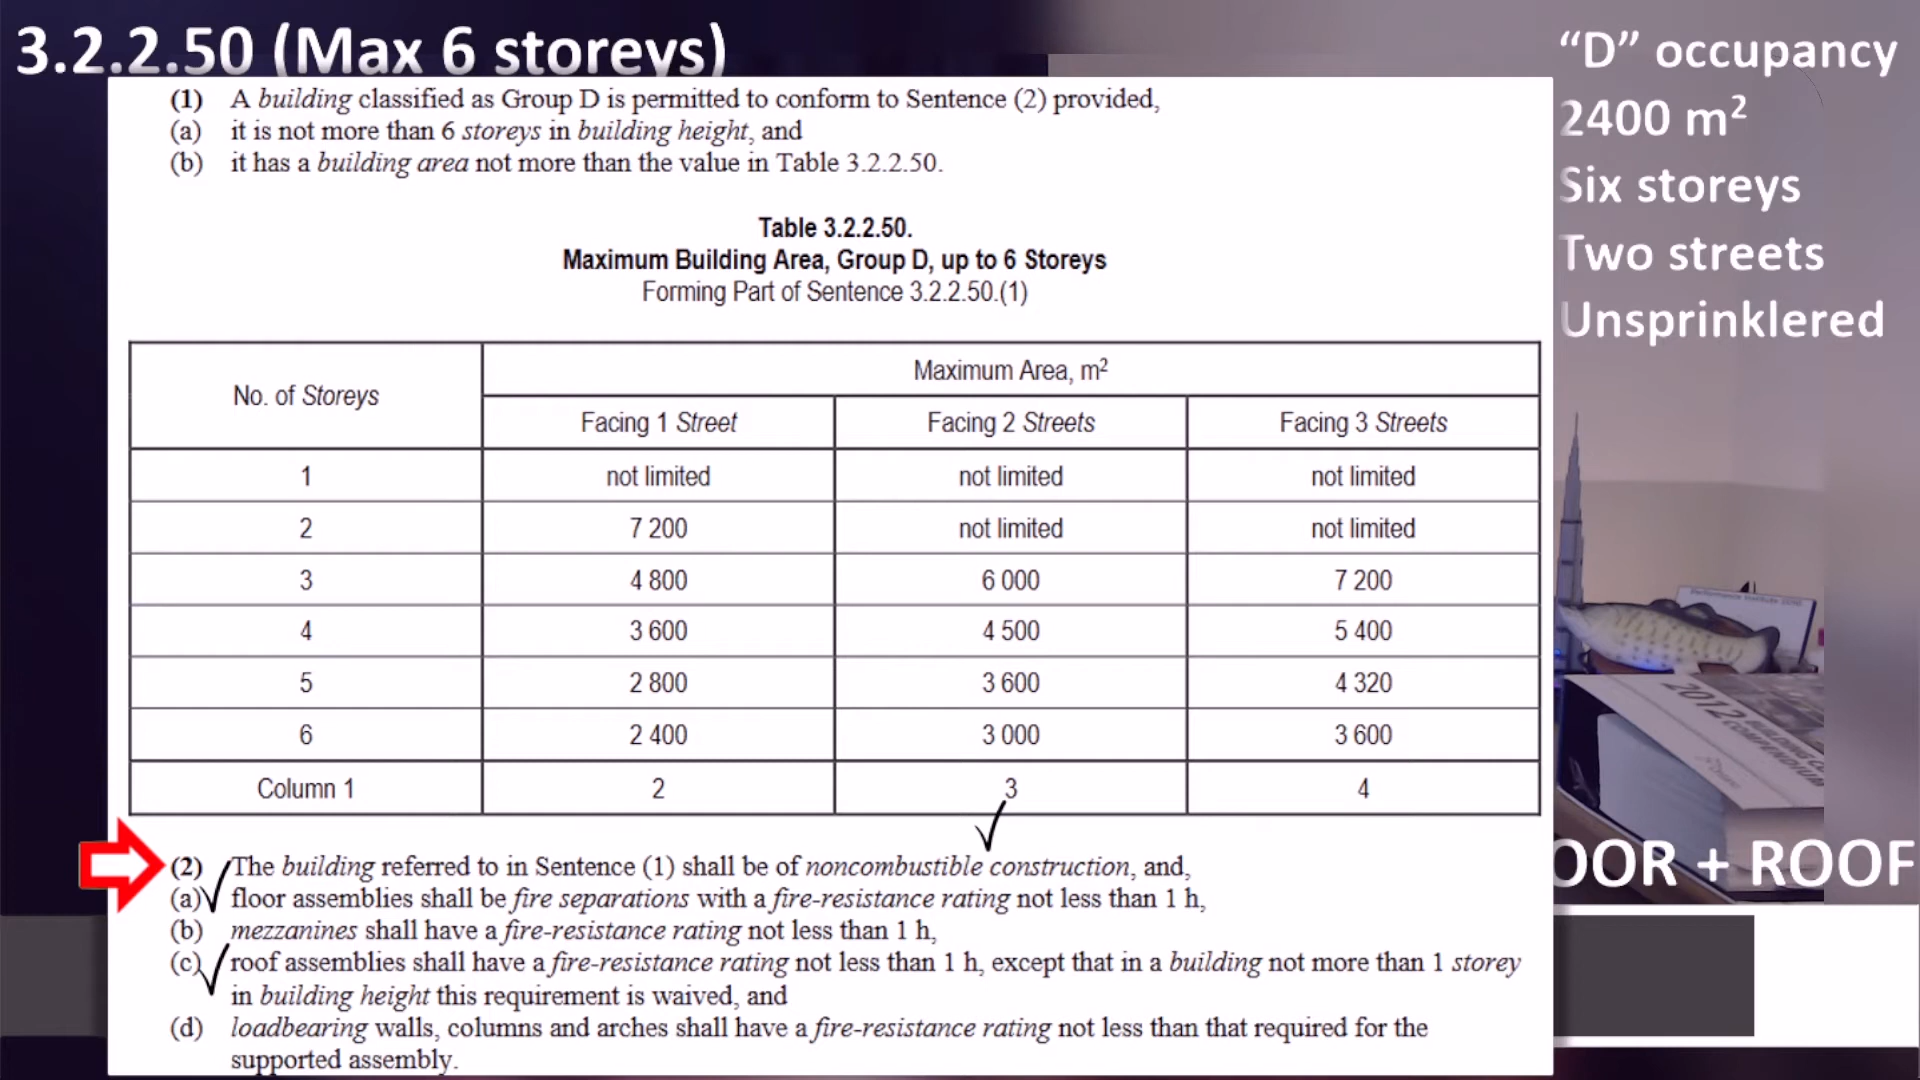 3.2.2.50 (Max 6 storeys)
"D" occupancy
2400 m²
Six storeys
Two streets
Unsprinklered
(1) A building classified as Group D is permitted to conform to Sentence (2) provided,
(a) it is not more than 6 storeys in building height, and
(b) it has a building area not more than the value in Table 3.2.2.50.
Table 3.2.2.50.
Maximum Building Area, Group D, up to 6 Storeys
Forming Part of Sentence 3.2.2.50.(1)
No. of Storeys
Maximum Area, m²
Facing 1 Street Facing 2 Streets Facing 3 Streets
1 not limited not limited not limited
2 7 200 not limited not limited
3 4 800 6 000 7 200
4 3 600 4 500 5 400
5 2 800 3 600 4 320
6 2 400 3 000 3 600
Column 1 2 3 4
(2) The building referred to in Sentence (1) shall be of noncombustible construction, and,
(a) floor assemblies shall be fire separations with a fire-resistance rating not less than 1 h,
(b) mezzanines shall have a fire-resistance rating not less than 1 h,
(c) roof assemblies shall have a fire-resistance rating not less than 1 h, except that in a building not more than 1 storey
in building height this requirement is waived, and
(d) loadbearing walls, columns and arches shall have a fire-resistance rating not less than that required for the
supported assembly.
OOR + ROOF
2012 BUILDING CO
COMPENDIUM